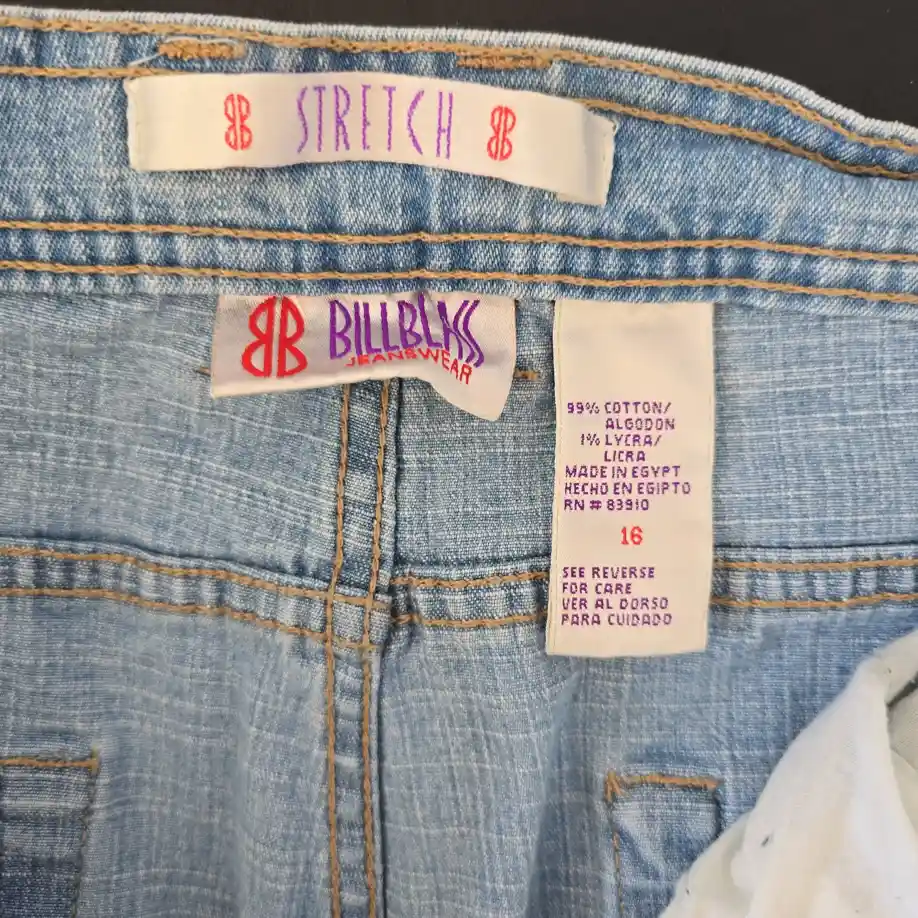 BB STRETCH BB
BB BILLBLASS
JEANSWEAR
99% COTTON/
ALGODON
1% LYCRA/
LICRA
MADE IN EGYPT
HECHO EN EGIPTO
RN # 83910
16
SEE REVERSE
FOR CARE
VER AL DORSO
PARA CUIDADO